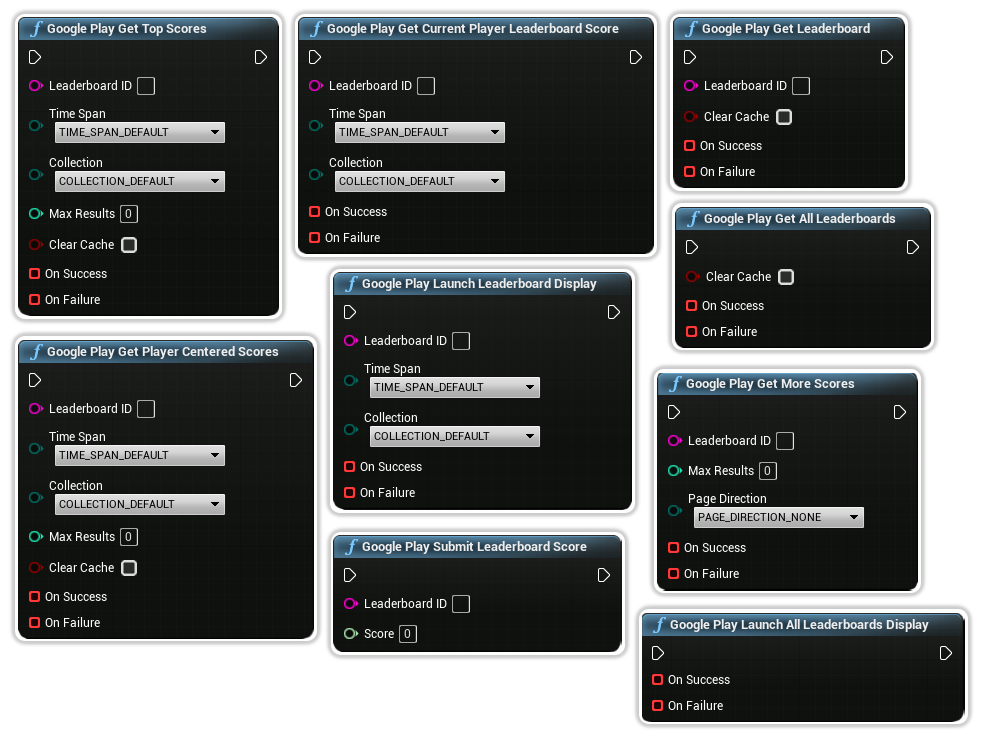 f Google Play Get Top Scores
Leaderboard ID
Time Span
TIME_SPAN_DEFAULT
Collection
COLLECTION_DEFAULT
Max Results 0
Clear Cache
On Success
On Failure
f Google Play Get Current Player Leaderboard Score
Leaderboard ID
Time Span
TIME_SPAN_DEFAULT
Collection
COLLECTION_DEFAULT
On Success
On Failure
f Google Play Get Leaderboard
Leaderboard ID
Clear Cache
On Success
On Failure
f Google Play Get All Leaderboards
Clear Cache
On Success
On Failure
f Google Play Launch Leaderboard Display
Leaderboard ID
Time Span
TIME_SPAN_DEFAULT
Collection
COLLECTION_DEFAULT
On Success
On Failure
f Google Play Get Player Centered Scores
Leaderboard ID
Time Span
TIME_SPAN_DEFAULT
Collection
COLLECTION_DEFAULT
Max Results 0
Clear Cache
On Success
On Failure
f Google Play Get More Scores
Leaderboard ID
Max Results 0
Page Direction
PAGE_DIRECTION_NONE
On Success
On Failure
f Google Play Submit Leaderboard Score
Leaderboard ID
Score 0
f Google Play Launch All Leaderboards Display
On Success
On Failure